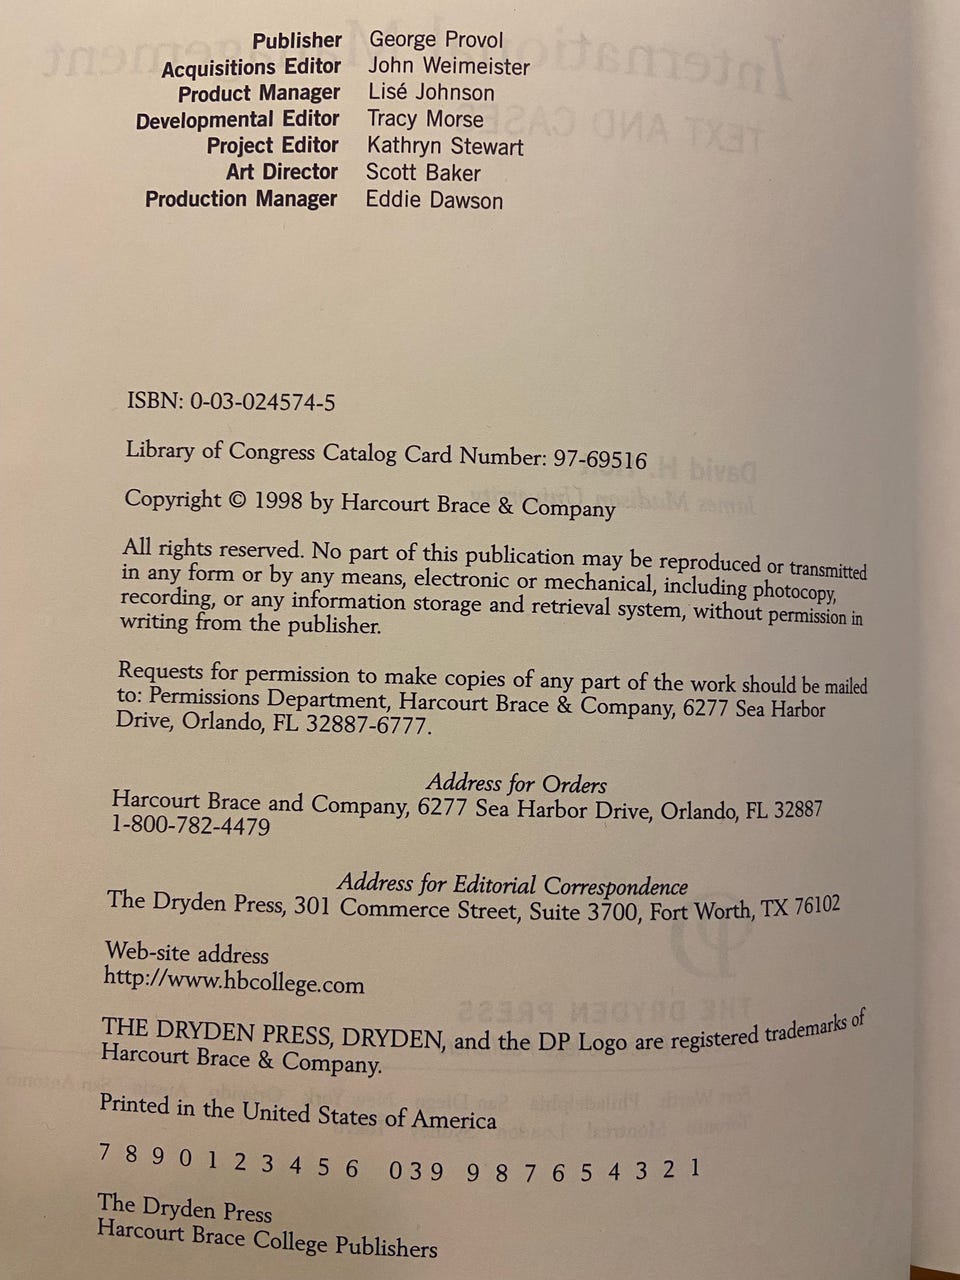 Publisher George Provol
Acquisitions Editor John Weimeister
Product Manager Lisé Johnson
Developmental Editor Tracy Morse
Project Editor Kathryn Stewart
Art Director Scott Baker
Production Manager Eddie Dawson
ISBN: 0-03-024574-5
Library of Congress Catalog Card Number: 97-69516
Copyright © 1998 by Harcourt Brace & Company
All rights reserved. No part of this publication may be reproduced or transmitted
in any form or by any means, electronic or mechanical, including photocopy,
recording, or any information storage and retrieval system, without permission in
writing from the publisher.
Requests for permission to make copies of any part of the work should be mailed
to: Permissions Department, Harcourt Brace & Company, 6277 Sea Harbor
Drive, Orlando, FL 32887-6777.
Address for Orders
Harcourt Brace and Company, 6277 Sea Harbor Drive, Orlando, FL 32887
1-800-782-4479
Address for Editorial Correspondence
The Dryden Press, 301 Commerce Street, Suite 3700, Fort Worth, TX 76102
Web-site address
http://www.hbcollege.com
THE DRYDEN PRESS, DRYDEN, and the DP Logo are registered trademarks of
Harcourt Brace & Company.
Printed in the United States of America
7 8 9 0 1 2 3 4 5 6 039 9 8 7 6 5 4 3 2 1
The Dryden Press
Harcourt Brace College Publishers